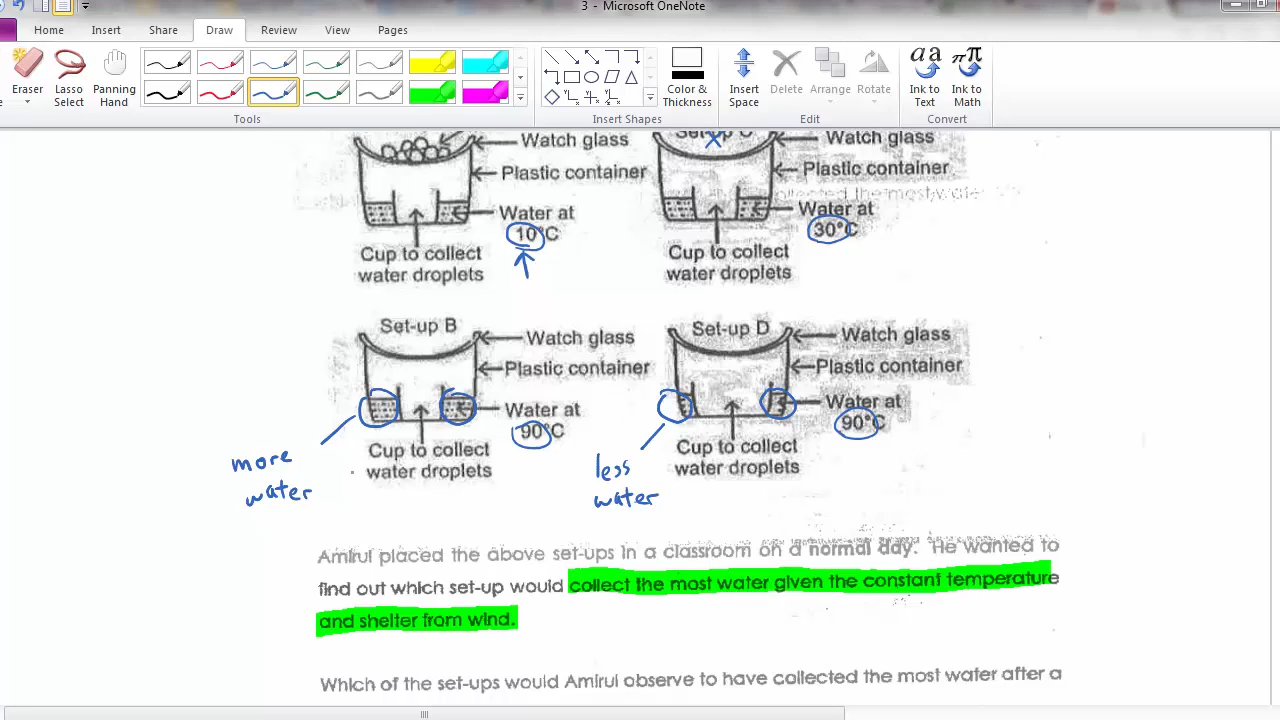 3 - Microsoft OneNote
Home Insert Share Draw Review View Pages
Eraser
Lasso Select
Panning Hand
Color & Thickness
Insert Space
Delete
Arrange
Rotate
Ink to Text
Ink to Math
Tools
Insert Shapes
Edit
Convert
Watch glass
Plastic container
Water at
10°C
Cup to collect
water droplets
Set-up C
Watch glass
Plastic container
Water at
30°C
Cup to collect
water droplets
Set-up B
Watch glass
Plastic container
Water at
90°C
Cup to collect
water droplets
more
water
Set-up D
Watch glass
Plastic container
Water at
90°C
Cup to collect
water droplets
less
water
Amirul placed the above set-ups in a classroom on a normal day. He wanted to
find out which set-up would collect the most water given the constant temperature
and shelter from wind.
Which of the set-ups would Amirul observe to have collected the most water after a